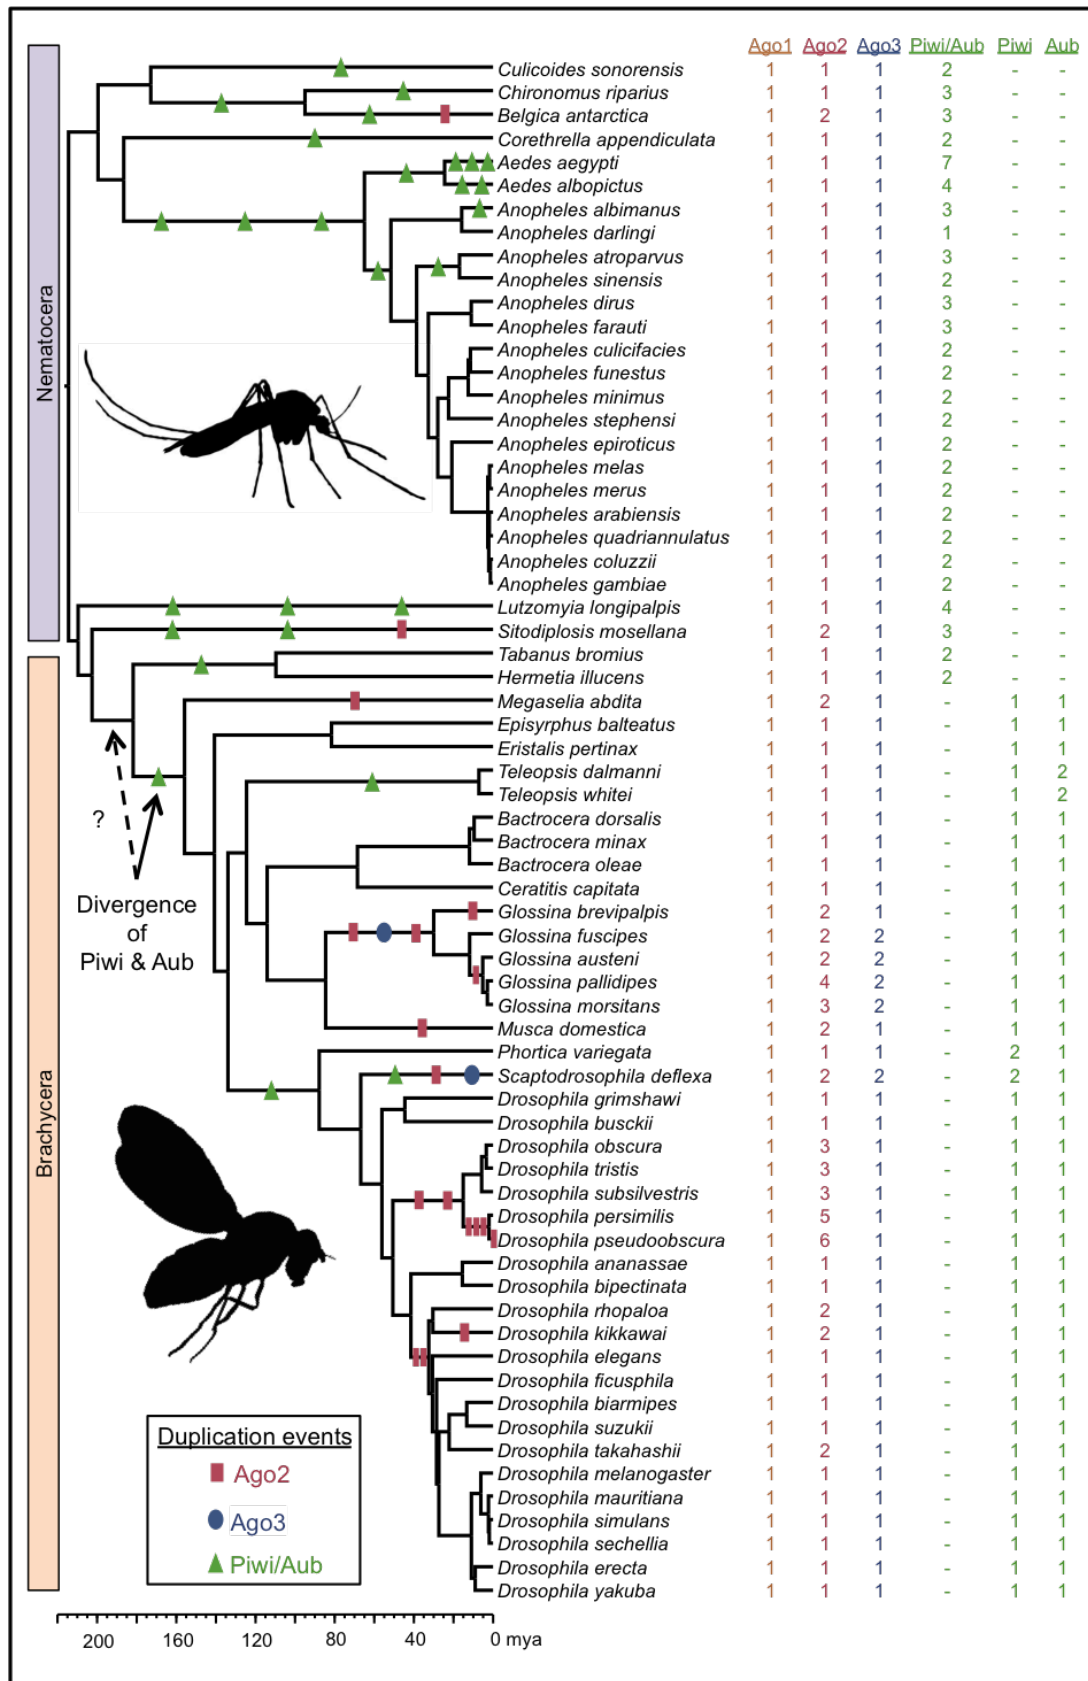 Ago1 Ago2 Ago3 Piwi/Aub Piwi Aub
Culicoides sonorensis 1 1 1 2 - -
Chironomus riparius 1 1 1 3 - -
Belgica antarctica 1 2 1 3 - -
Corethrella appendiculata 1 1 1 2 - -
Aedes aegypti 1 1 1 7 - -
Aedes albopictus 1 1 1 4 - -
Anopheles albimanus 1 1 1 3 - -
Anopheles darlingi 1 1 1 1 - -
Anopheles atroparvus 1 1 1 3 - -
Anopheles sinensis 1 1 1 2 - -
Anopheles dirus 1 1 1 3 - -
Anopheles farauti 1 1 1 3 - -
Anopheles culicifacies 1 1 1 2 - -
Anopheles funestus 1 1 1 2 - -
Anopheles minimus 1 1 1 2 - -
Anopheles stephensi 1 1 1 2 - -
Anopheles epiroticus 1 1 1 2 - -
Anopheles melas 1 1 1 2 - -
Anopheles merus 1 1 1 2 - -
Anopheles arabiensis 1 1 1 2 - -
Anopheles quadriannulatus 1 1 1 2 - -
Anopheles coluzzii 1 1 1 2 - -
Anopheles gambiae 1 1 1 2 - -
Lutzomyia longipalpis 1 1 1 4 - -
Sitodiplosis mosellana 1 2 1 3 - -
Tabanus bromius 1 1 1 2 - -
Hermetia illucens 1 1 1 2 - -
Megaselia abdita 1 2 1 - 1 1
Episyrphus balteatus 1 1 1 - 1 1
Eristalis pertinax 1 1 1 - 1 1
Teleopsis dalmanni 1 1 1 - 1 2
Teleopsis whitei 1 1 1 - 1 2
Bactrocera dorsalis 1 1 1 - 1 1
Bactrocera minax 1 1 1 - 1 1
Bactrocera oleae 1 1 1 - 1 1
Ceratitis capitata 1 1 1 - 1 1
Glossina brevipalpis 1 2 1 - 1 1
Glossina fuscipes 1 2 2 - 1 1
Glossina austeni 1 2 2 - 1 1
Glossina pallidipes 1 4 2 - 1 1
Glossina morsitans 1 3 2 - 1 1
Musca domestica 1 2 1 - 1 1
Phortica variegata 1 1 1 - 2 1
Scaptodrosophila deflexa 1 2 2 - 2 1
Drosophila grimshawi 1 1 1 - 1 1
Drosophila busckii 1 1 1 - 1 1
Drosophila obscura 1 3 1 - 1 1
Drosophila tristis 1 3 1 - 1 1
Drosophila subsilvestris 1 3 1 - 1 1
Drosophila persimilis 1 5 1 - 1 1
Drosophila pseudoobscura 1 6 1 - 1 1
Drosophila ananassae 1 1 1 - 1 1
Drosophila bipectinata 1 1 1 - 1 1
Drosophila rhopaloa 1 2 1 - 1 1
Drosophila kikkawai 1 2 1 - 1 1
Drosophila elegans 1 1 1 - 1 1
Drosophila ficusphila 1 1 1 - 1 1
Drosophila biarmipes 1 1 1 - 1 1
Drosophila suzukii 1 1 1 - 1 1
Drosophila takahashii 1 2 1 - 1 1
Drosophila melanogaster 1 1 1 - 1 1
Drosophila mauritiana 1 1 1 - 1 1
Drosophila simulans 1 1 1 - 1 1
Drosophila sechellia 1 1 1 - 1 1
Drosophila erecta 1 1 1 - 1 1
Drosophila yakuba 1 1 1 - 1 1
Nematocera
Brachycera
?
Divergence
of
Piwi & Aub
Duplication events
Ago2
Ago3
Piwi/Aub
200 160 120 80 40 0 mya